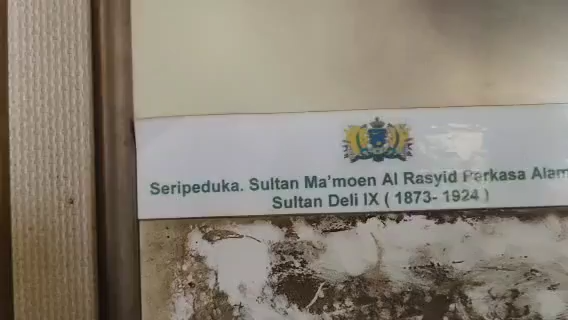 Seripeduka. Sultan Ma'moen Al Rasyid Perkasa Alam
Sultan Deli IX ( 1873- 1924 )